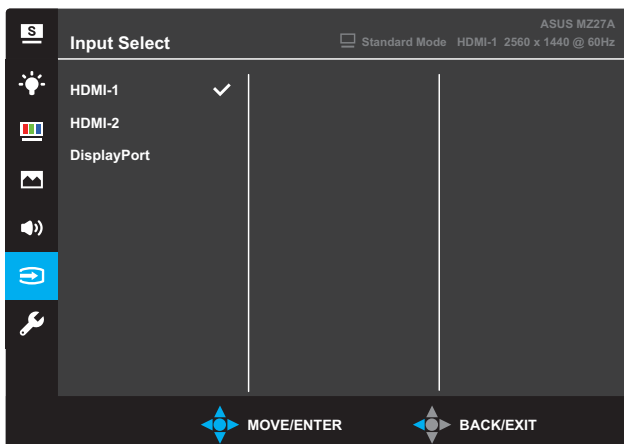 S
ASUS MZ27A
Input Select
Standard Mode HDMI-1 2560 x 1440 @ 60Hz
HDMI-1
HDMI-2
DisplayPort
MOVE/ENTER BACK/EXIT